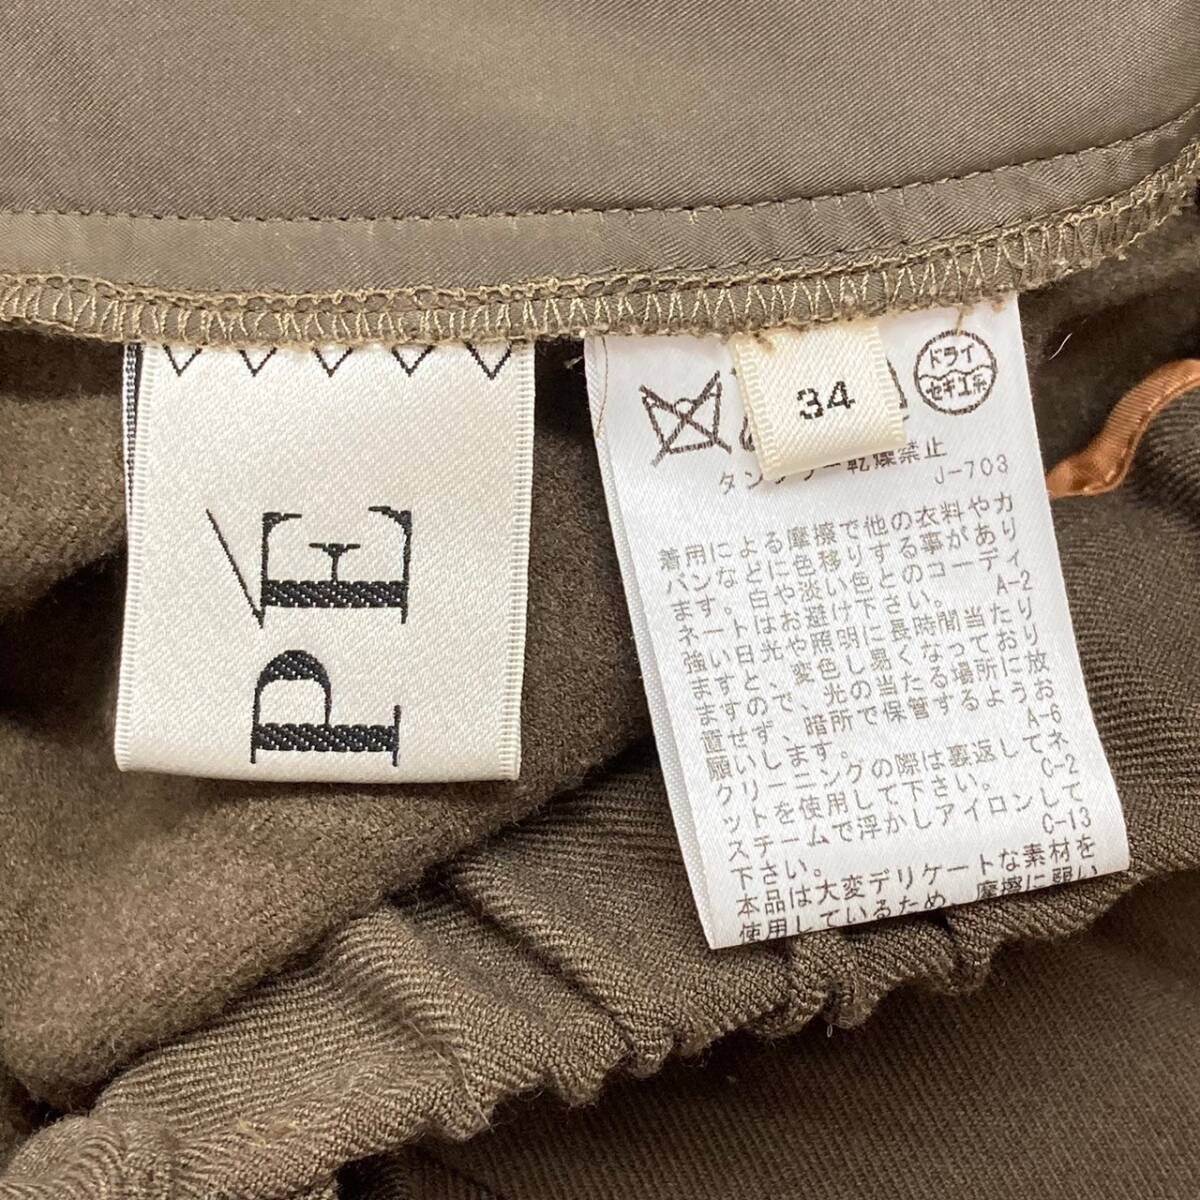 PÉ
34
ドライ
セキユ系
タンブラー乾燥禁止
J-703
着用による摩擦で他の衣料やカ
バンなどに色移りする事があり
ます。白や淡い色とのコーディ
ネートはお避け下さい。 A-2
強い日光や照明に長時間当たり
ますと、変色し易くなっており
ますので、光の当たる場所に放
置せず、暗所で保管するようお
願いします。 A-6
クリーニングの際は裏返してネ
ットを使用して下さい。 C-2
スチームで浮かしアイロンして
下さい。 C-13
本品は大変デリケートな素材を
使用しているため、摩擦に弱い